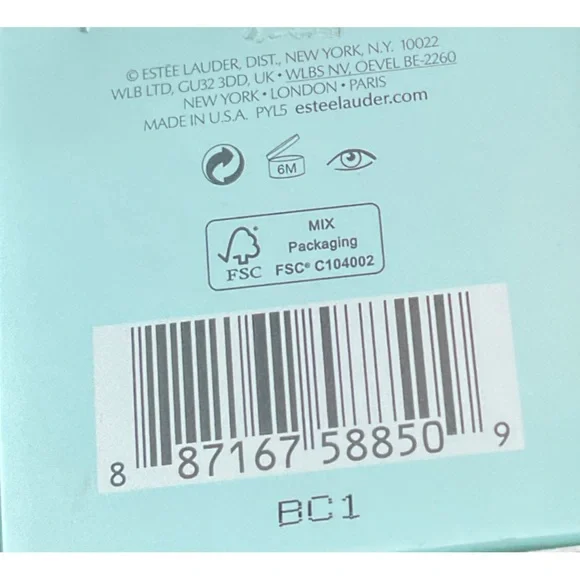 © ESTĒE LAUDER, DIST., NEW YORK, N.Y. 10022
WLB LTD, GU32 3DD, UK • WLBS NV, OEVEL BE-2260
NEW YORK • LONDON • PARIS
MADE IN U.S.A. PYL5 esteelauder.com
6M
MIX
Packaging
FSC FSC® C104002
8 87167 58850 9
BC1